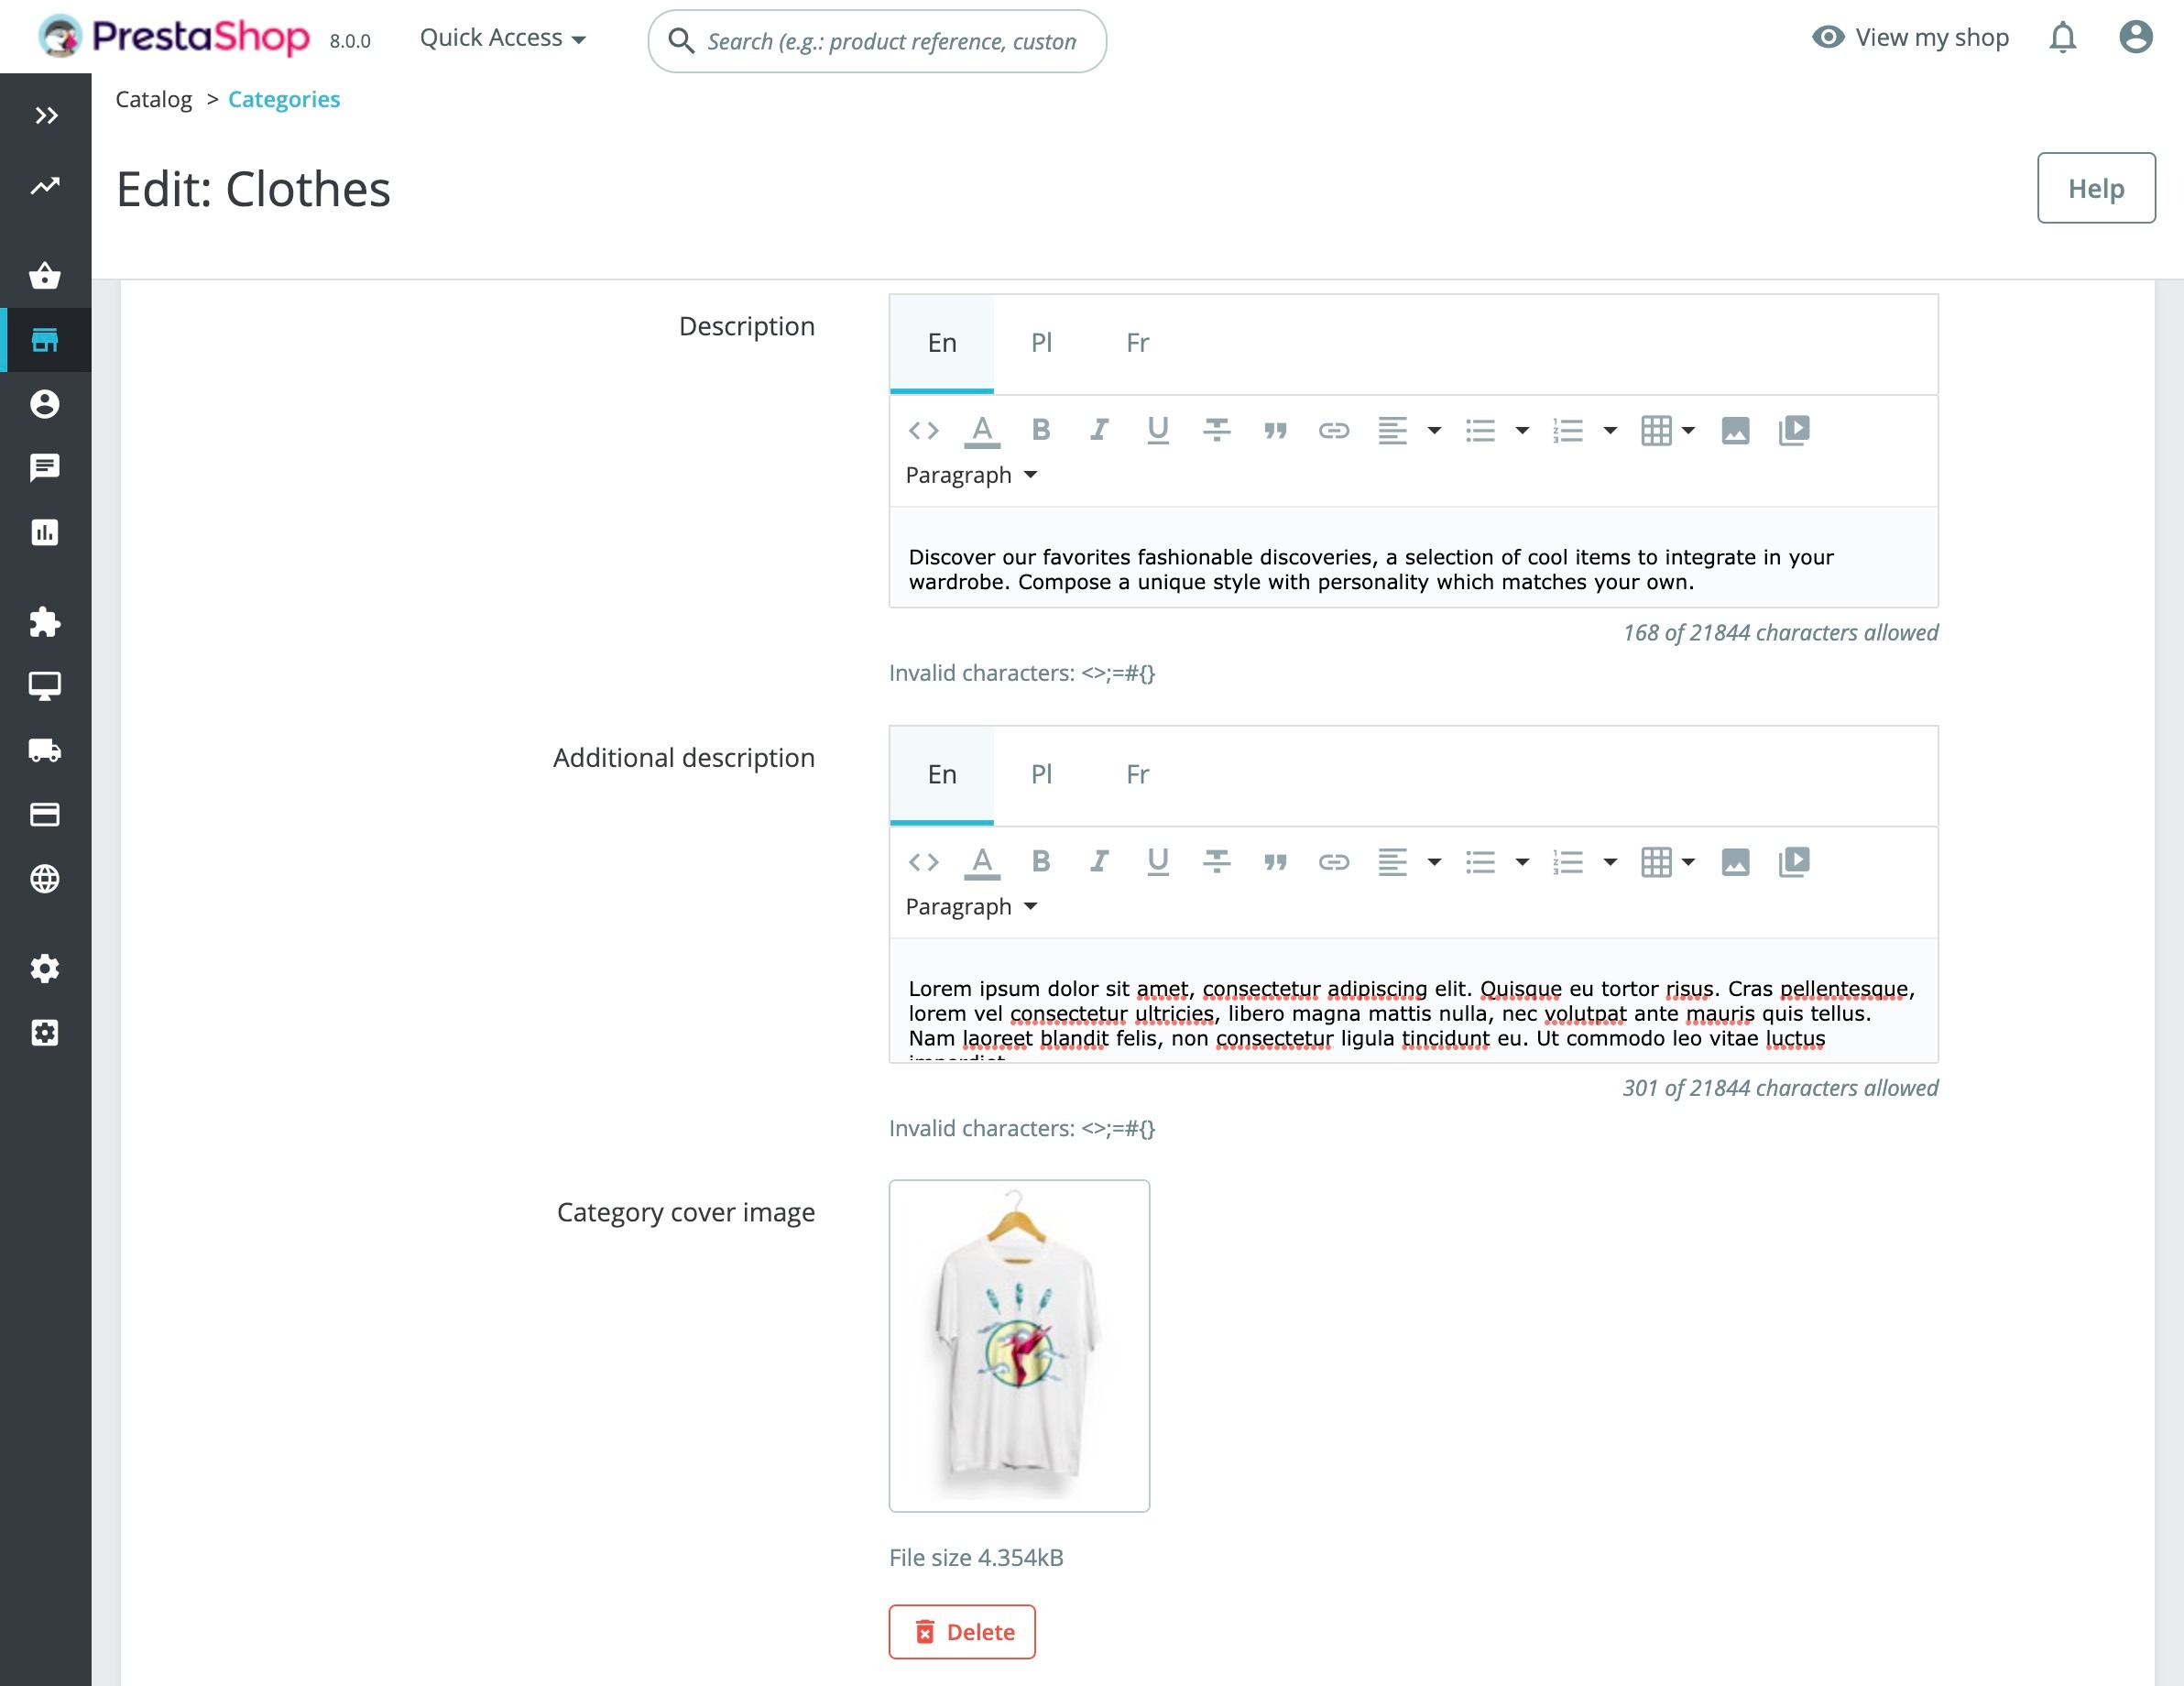 PrestaShop 8.0.0 Quick Access Search (e.g.: product reference, custon View my shop
Catalog > Categories
Edit: Clothes
Help
Description
En Pl Fr
Paragraph
Discover our favorites fashionable discoveries, a selection of cool items to integrate in your
wardrobe. Compose a unique style with personality which matches your own.
168 of 21844 characters allowed
Invalid characters: <>;=#{}
Additional description
En Pl Fr
Paragraph
Lorem ipsum dolor sit amet, consectetur adipiscing elit. Quisque eu tortor risus. Cras pellentesque,
lorem vel consectetur ultricies, libero magna mattis nulla, nec volutpat ante mauris quis tellus.
Nam laoreet blandit felis, non consectetur ligula tincidunt eu. Ut commodo leo vitae luctus
301 of 21844 characters allowed
Invalid characters: <>;=#{}
Category cover image
File size 4.354kB
Delete